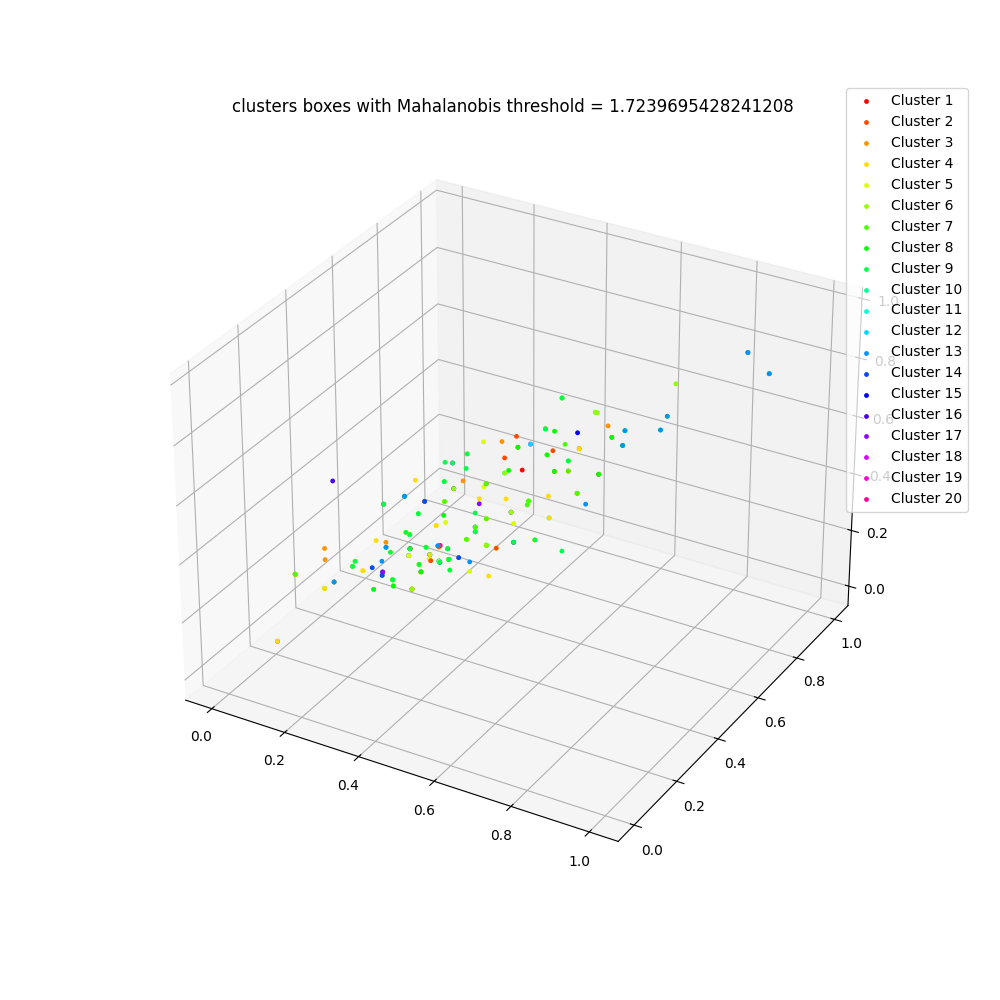 clusters boxes with Mahalanobis threshold = 1.7239695428241208
Cluster 1
Cluster 2
Cluster 3
Cluster 4
Cluster 5
Cluster 6
Cluster 7
Cluster 8
Cluster 9
Cluster 10
Cluster 11
Cluster 12
Cluster 13
Cluster 14
Cluster 15
Cluster 16
Cluster 17
Cluster 18
Cluster 19
Cluster 20
1.0
0.8
0.6
0.4
0.2
0.0
1.0
0.8
0.6
0.4
0.2
0.0
0.0
0.2
0.4
0.6
0.8
1.0